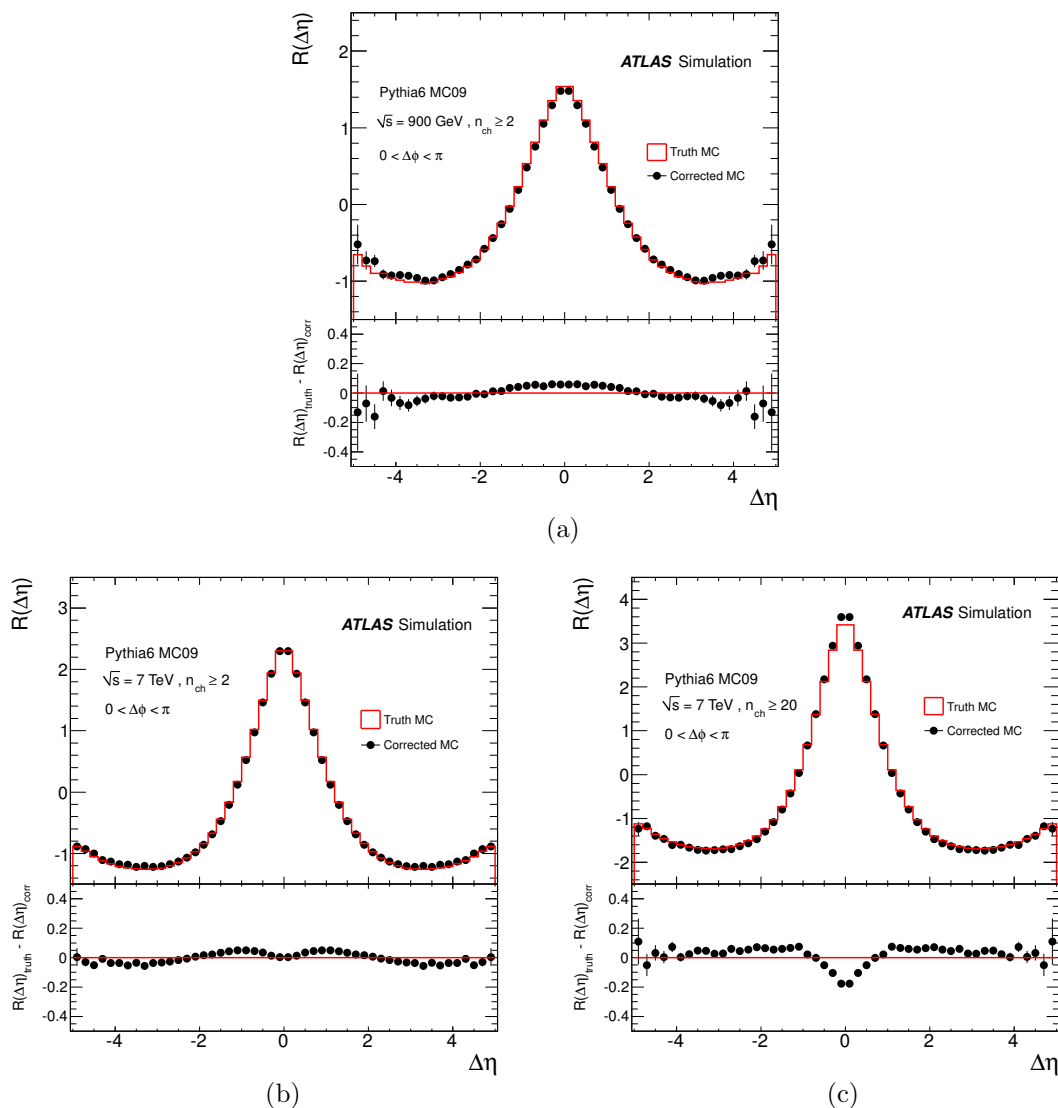 R(Δη)
2
1
0
-1
ATLAS Simulation
Pythia6 MC09
√s = 900 GeV , n_ch ≥ 2
0 < Δϕ < π
Truth MC
Corrected MC
R(Δη)_truth - R(Δη)_corr
0.4
0.2
0
-0.2
-0.4
-4 -2 0 2 4
Δη
(a)
R(Δη)
3
2
1
0
-1
ATLAS Simulation
Pythia6 MC09
√s = 7 TeV , n_ch ≥ 2
0 < Δϕ < π
Truth MC
Corrected MC
R(Δη)_truth - R(Δη)_corr
0.4
0.2
0
-0.2
-0.4
-4 -2 0 2 4
Δη
(b)
R(Δη)
4
3
2
1
0
-1
-2
ATLAS Simulation
Pythia6 MC09
√s = 7 TeV , n_ch ≥ 20
0 < Δϕ < π
Truth MC
Corrected MC
R(Δη)_truth - R(Δη)_corr
0.4
0.2
0
-0.2
-0.4
-4 -2 0 2 4
Δη
(c)